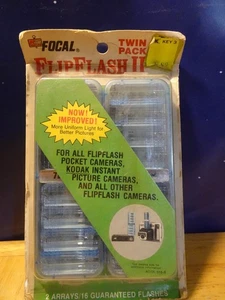 FOCAL®
TWIN
PACK
FLIPFLASH II
NOW!
IMPROVED!
More Uniform Light for
Better Pictures
FOR ALL FLIPFLASH
POCKET CAMERAS,
KODAK INSTANT
PICTURE CAMERAS,
AND ALL OTHER
FLIPFLASH CAMERAS.
2 ARRAYS/16 GUARANTEED FLASHES